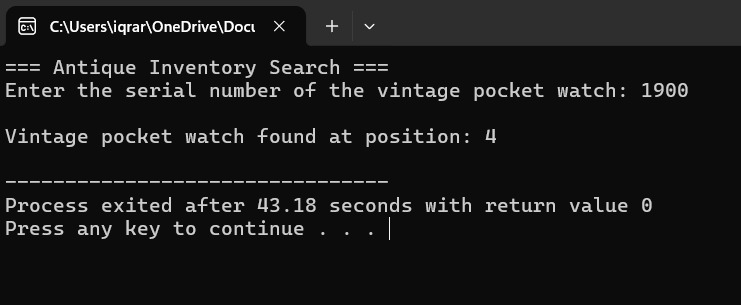 C:\Users\iqrar\OneDrive\Docu
=== Antique Inventory Search ===
Enter the serial number of the vintage pocket watch: 1900
Vintage pocket watch found at position: 4
--------------------------------
Process exited after 43.18 seconds with return value 0
Press any key to continue . . .